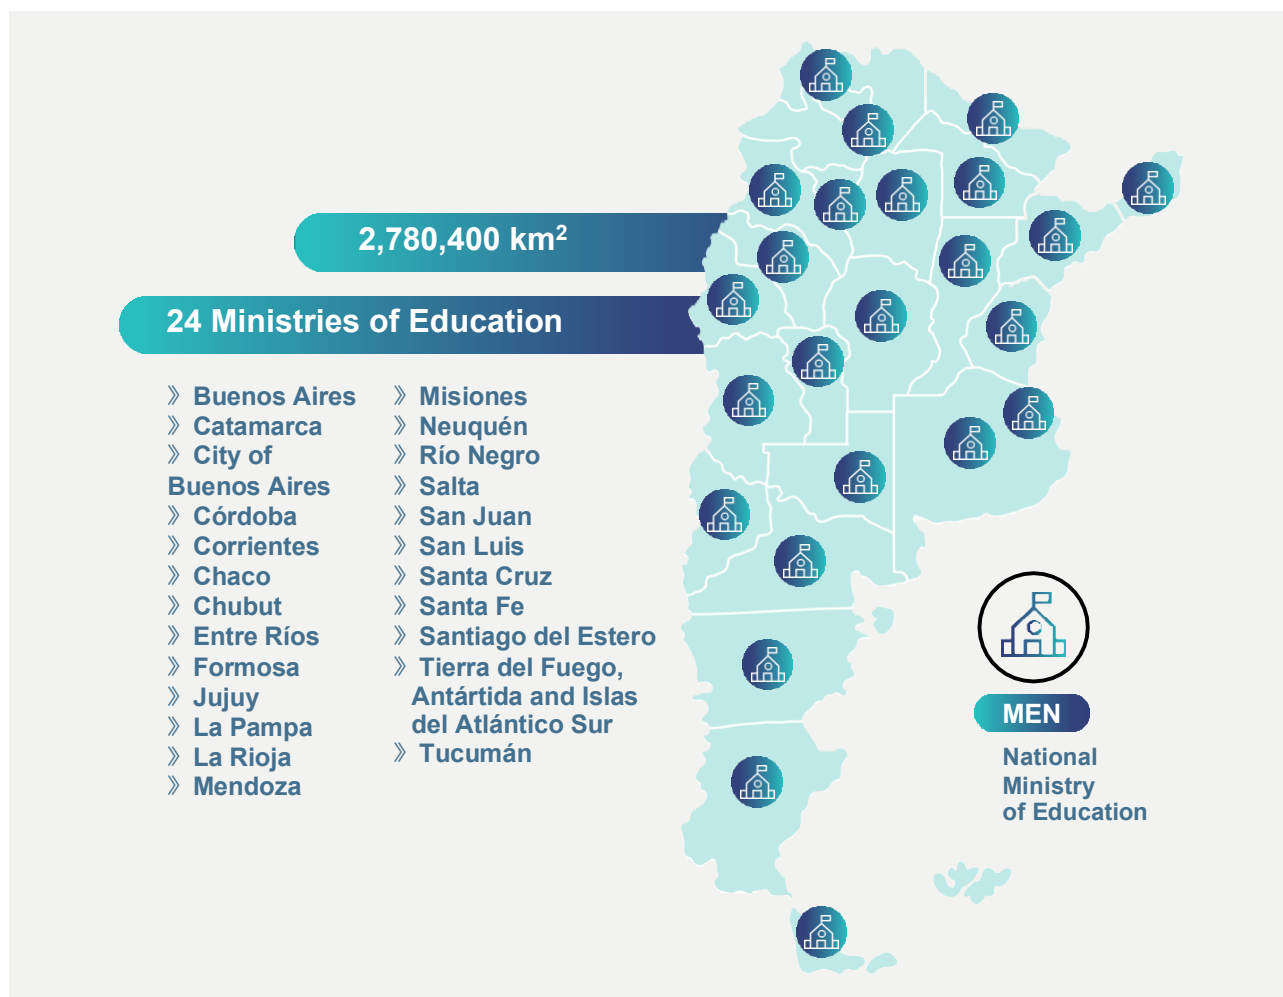 2,780,400 km²
24 Ministries of Education
》 Buenos Aires
》 Catamarca
》 City of
Buenos Aires
》 Córdoba
》 Corrientes
》 Chaco
》 Chubut
》 Entre Ríos
》 Formosa
》 Jujuy
》 La Pampa
》 La Rioja
》 Mendoza
》 Misiones
》 Neuquén
》 Río Negro
》 Salta
》 San Juan
》 San Luis
》 Santa Cruz
》 Santa Fe
》 Santiago del Estero
》 Tierra del Fuego,
Antártida and Islas
del Atlántico Sur
》 Tucumán
MEN
National
Ministry
of Education